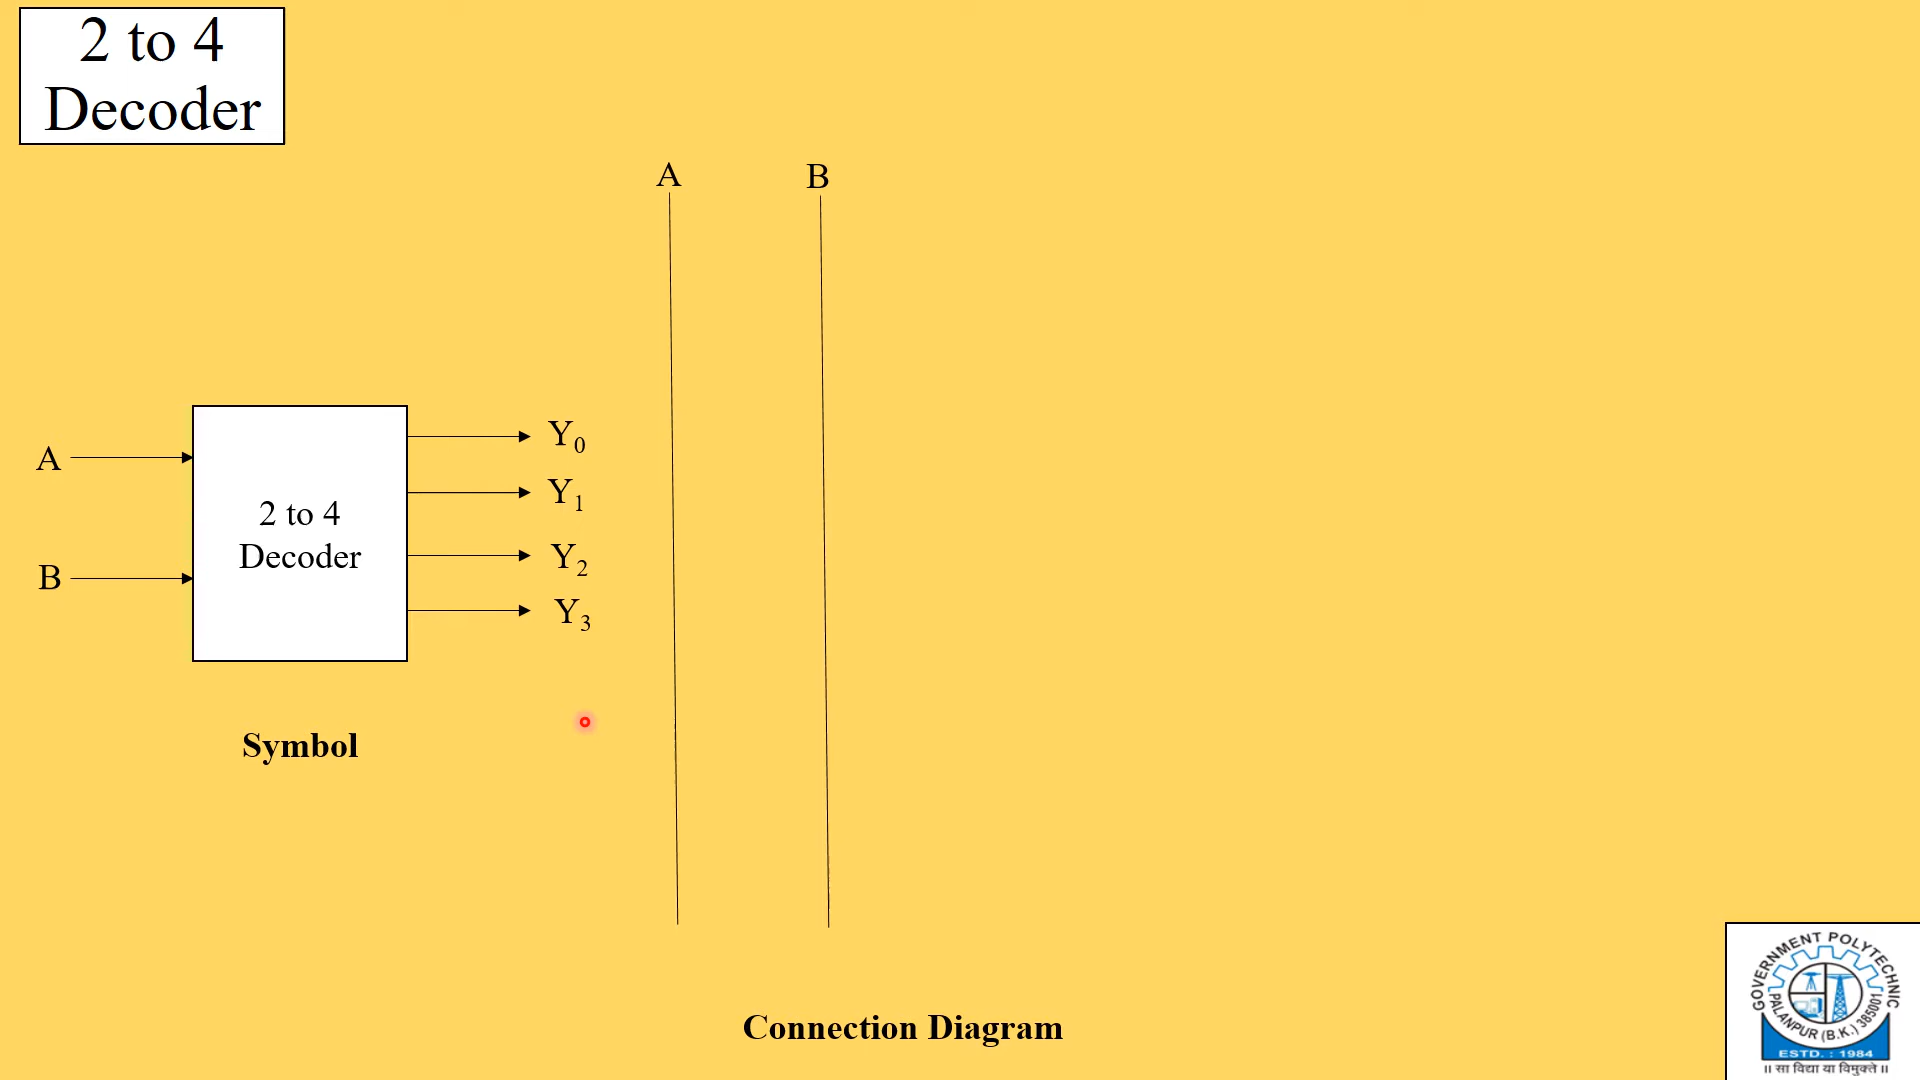 2 to 4
Decoder
A
B
A
B
2 to 4
Decoder
Y0
Y1
Y2
Y3
Symbol
Connection Diagram
GOVERNMENT POLYTECHNIC
PALANPUR (B.K.) 385001
ESTD. : 1984
॥ सा विद्या या विमुक्ते ॥